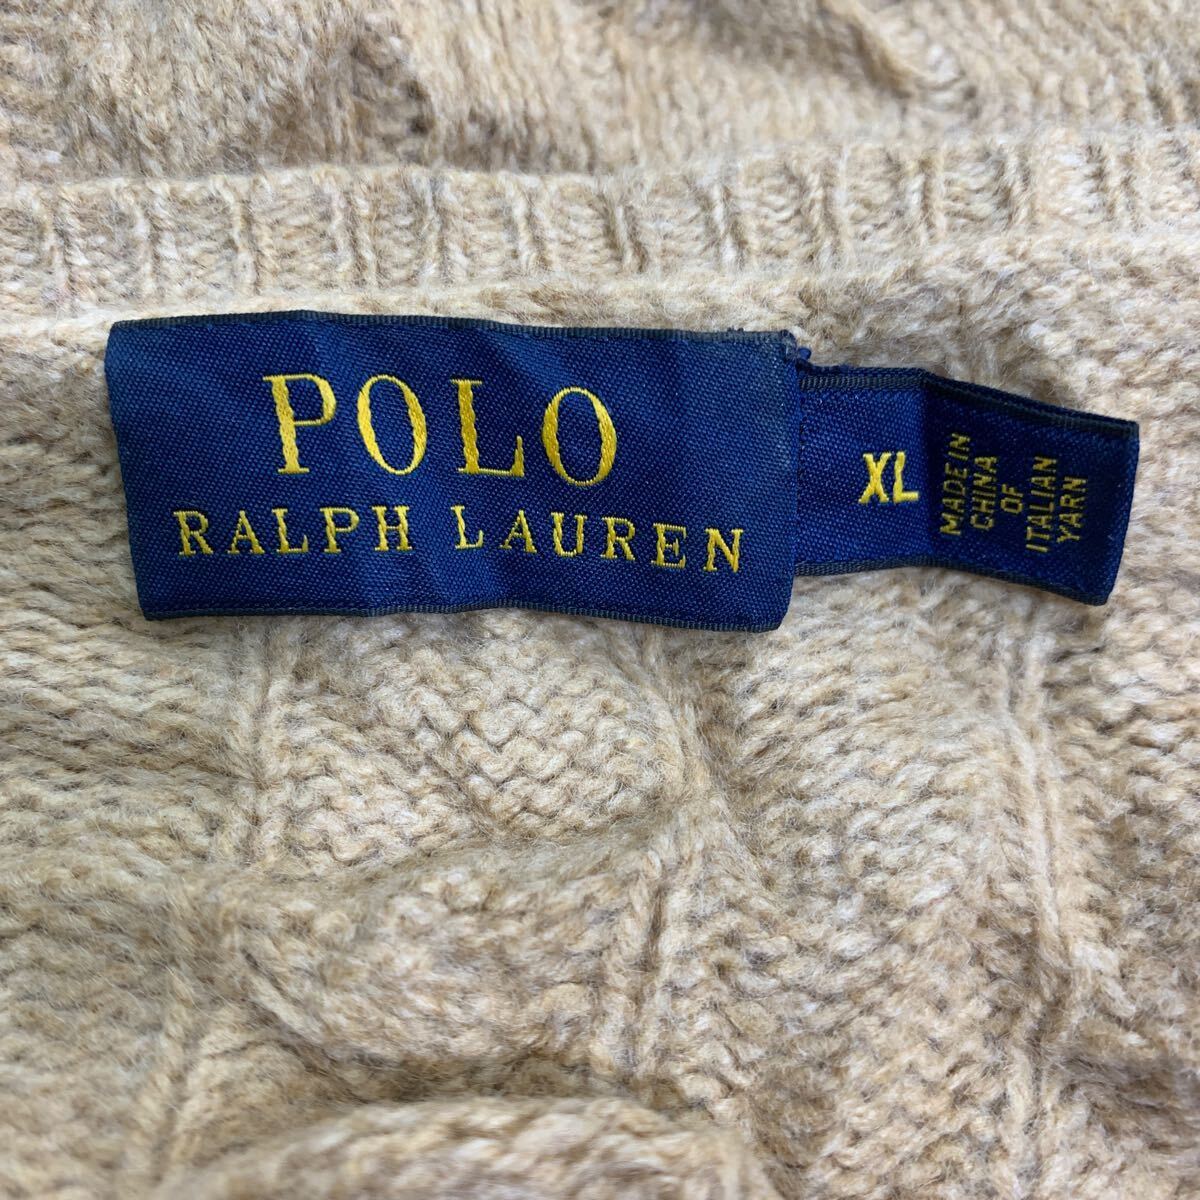 POLO
RALPH LAUREN
XL
MADE IN
CHINA
OF
ITALIAN
YARN